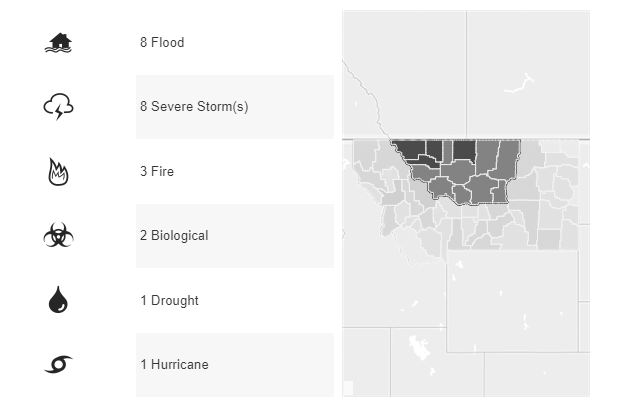 8 Flood
8 Severe Storm(s)
3 Fire
2 Biological
1 Drought
1 Hurricane